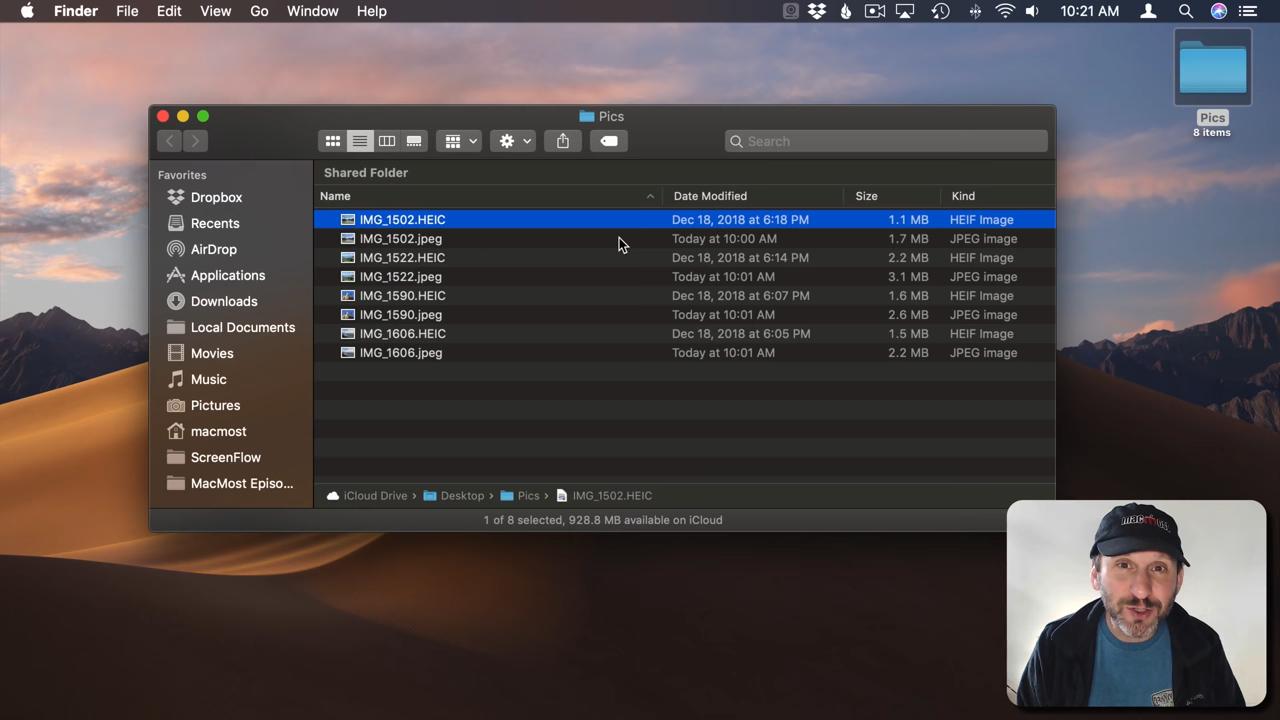 Finder File Edit View Go Window Help 10:21 AM
Pics
8 items
Pics
Search
Favorites
Dropbox
Recents
AirDrop
Applications
Downloads
Local Documents
Movies
Music
Pictures
macmost
ScreenFlow
MacMost Episo...
Shared Folder
Name Date Modified Size Kind
IMG_1502.HEIC Dec 18, 2018 at 6:18 PM 1.1 MB HEIF Image
IMG_1502.jpeg Today at 10:00 AM 1.7 MB JPEG image
IMG_1522.HEIC Dec 18, 2018 at 6:14 PM 2.2 MB HEIF Image
IMG_1522.jpeg Today at 10:01 AM 3.1 MB JPEG image
IMG_1590.HEIC Dec 18, 2018 at 6:07 PM 1.6 MB HEIF Image
IMG_1590.jpeg Today at 10:01 AM 2.6 MB JPEG image
IMG_1606.HEIC Dec 18, 2018 at 6:05 PM 1.5 MB HEIF Image
IMG_1606.jpeg Today at 10:01 AM 2.2 MB JPEG image
iCloud Drive › Desktop › Pics › IMG_1502.HEIC
1 of 8 selected, 928.8 MB available on iCloud